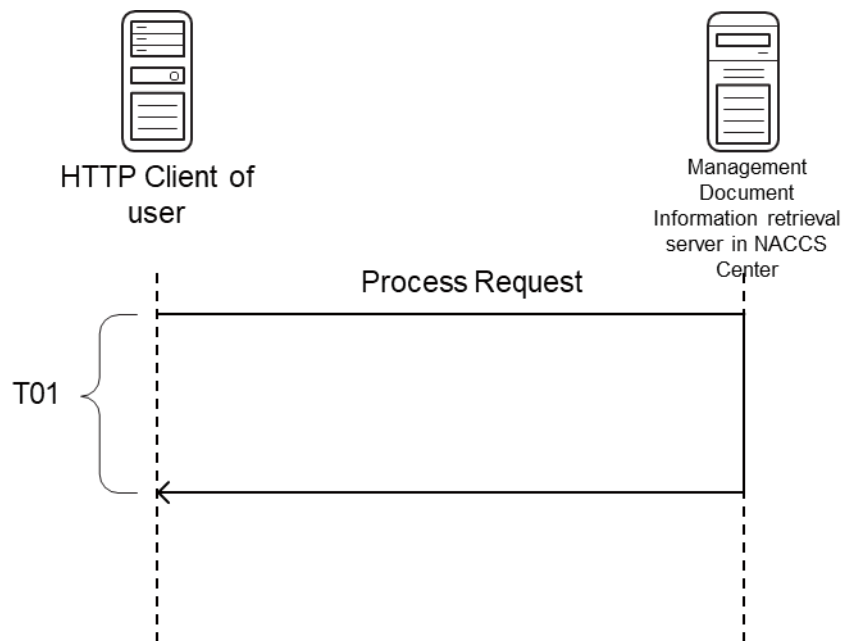 HTTP Client of
user
Management
Document
Information retrieval
server in NACCS
Center
Process Request
T01